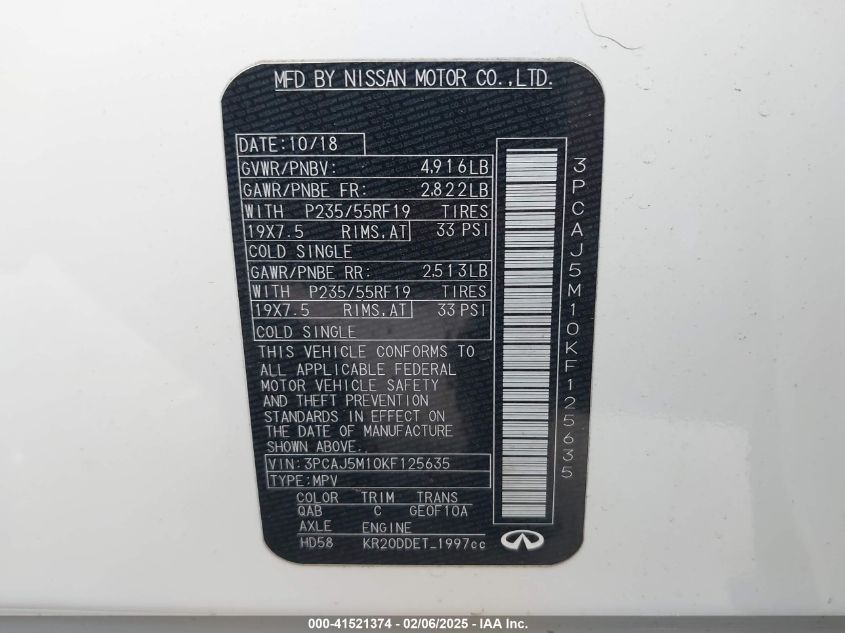 MFD BY NISSAN MOTOR CO.,LTD.
DATE:10/18
GVWR/PNBV: 4,916LB
GAWR/PNBE FR: 2,822LB
WITH P235/55RF19 TIRES
19X7.5 RIMS,AT 33 PSI
COLD SINGLE
GAWR/PNBE RR: 2,513LB
WITH P235/55RF19 TIRES
19X7.5 RIMS,AT 33 PSI
COLD SINGLE
THIS VEHICLE CONFORMS TO
ALL APPLICABLE FEDERAL
MOTOR VEHICLE SAFETY
AND THEFT PREVENTION
STANDARDS IN EFFECT ON
THE DATE OF MANUFACTURE
SHOWN ABOVE.
VIN:3PCAJ5M10KF125635
TYPE:MPV
COLOR TRIM TRANS
QAB C GE0F10A
AXLE ENGINE
HD58 KR20DDET_1997cc
3PCAJ5M10KF125635
000-41521374 - 02/06/2025 - IAA Inc.